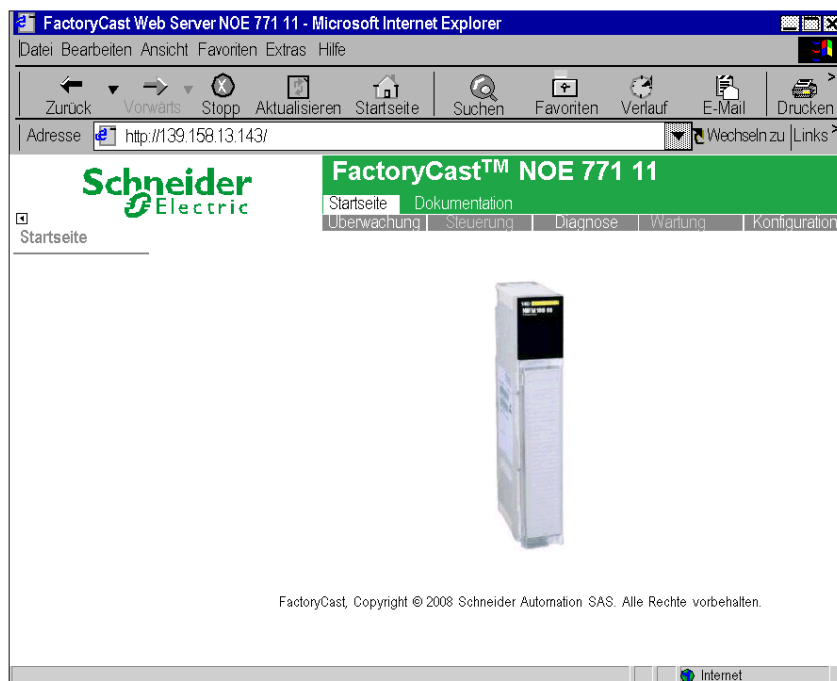 FactoryCast Web Server NOE 771 11 - Microsoft Internet Explorer
Datei Bearbeiten Ansicht Favoriten Extras Hilfe
Zurück Vorwärts Stopp Aktualisieren Startseite Suchen Favoriten Verlauf E-Mail Drucken >
Adresse http://139.158.13.143/ Wechseln zu Links >
Schneider Electric
FactoryCast™ NOE 771 11
Startseite Dokumentation
Überwachung Steuerung Diagnose Wartung Konfiguration
Startseite
FactoryCast, Copyright © 2008 Schneider Automation SAS. Alle Rechte vorbehalten.
Internet